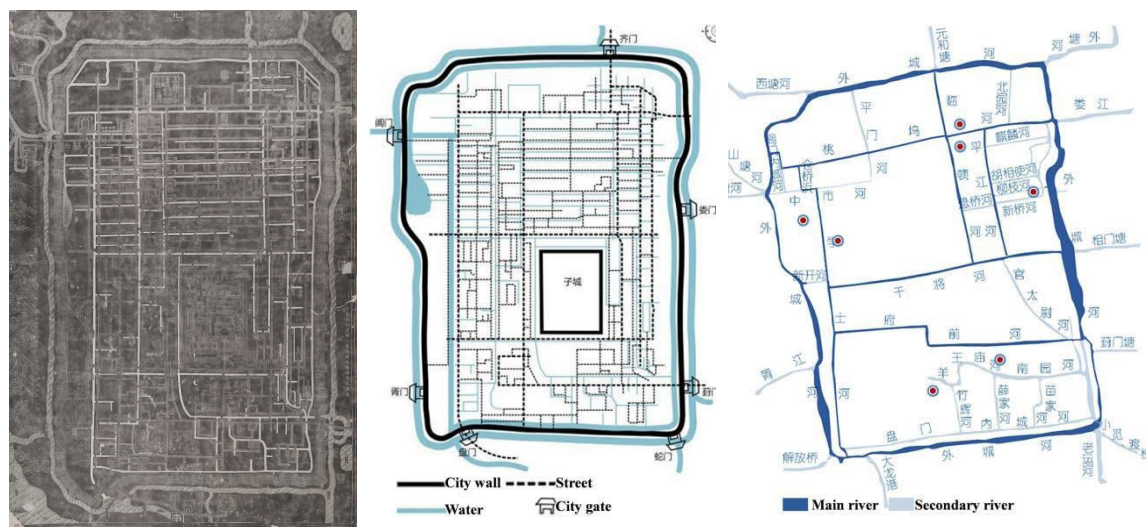 齐门
阊门
娄门
子城
胥门
葑门
盘门
蛇门
City wall
Street
Water
City gate
元和塘
河塘外
西塘河
外城河
北园河
娄江
平门河
临顿河
桃坞
麒麟河
山塘河
平江河
胡相使河
柳枝河
悬桥河
新桥河
中市河
学士河
外城河
相门塘
新开河
干将河
官太尉河
府前河
葑门塘
羊王庙河
南园河
胥江
竹辉河
薛家河
苗家河
盘门内城河
外城河
解放桥
大龙港
小觅渡桥
老运河
Main river
Secondary river